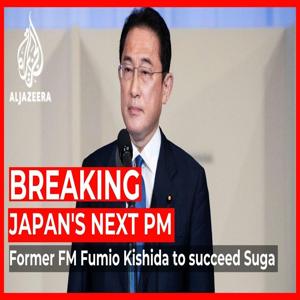 ALJAZEERA
BREAKING
JAPAN'S NEXT PM
Former FM Fumio Kishida to succeed Suga